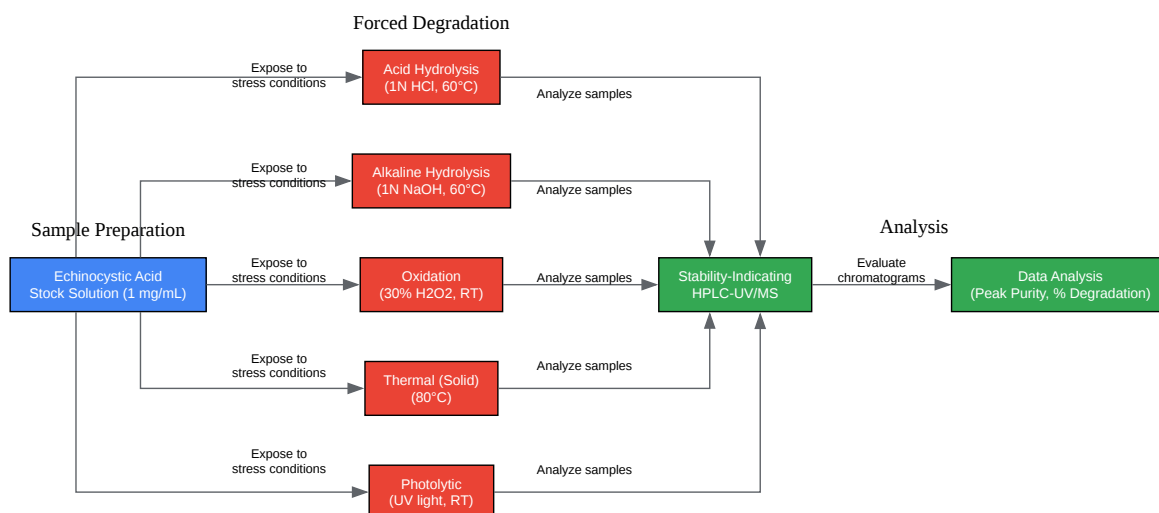 Forced Degradation
Expose to
stress conditions
Acid Hydrolysis
(1N HCl, 60°C)
Analyze samples
Expose to
stress conditions
Alkaline Hydrolysis
(1N NaOH, 60°C)
Analyze samples
Sample Preparation
Echinocystic Acid
Stock Solution (1 mg/mL)
Expose to
stress conditions
Oxidation
(30% H2O2, RT)
Analyze samples
Stability-Indicating
HPLC-UV/MS
Analysis
Evaluate
chromatograms
Data Analysis
(Peak Purity, % Degradation)
Expose to
stress conditions
Thermal (Solid)
(80°C)
Analyze samples
Expose to
stress conditions
Photolytic
(UV light, RT)
Analyze samples